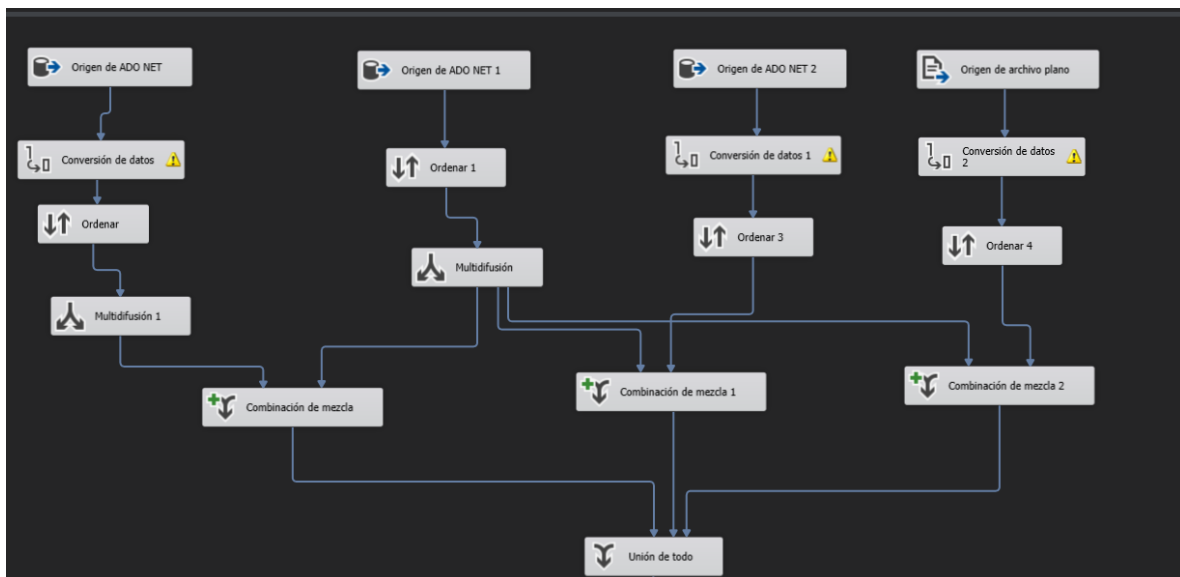 Origen de ADO NET
Origen de ADO NET 1
Origen de ADO NET 2
Origen de archivo plano
Conversión de datos
Ordenar 1
Conversión de datos 1
Conversión de datos
2
Ordenar
Ordenar 3
Ordenar 4
Multidifusión
Multidifusión 1
Combinación de mezcla
Combinación de mezcla 1
Combinación de mezcla 2
Unión de todo